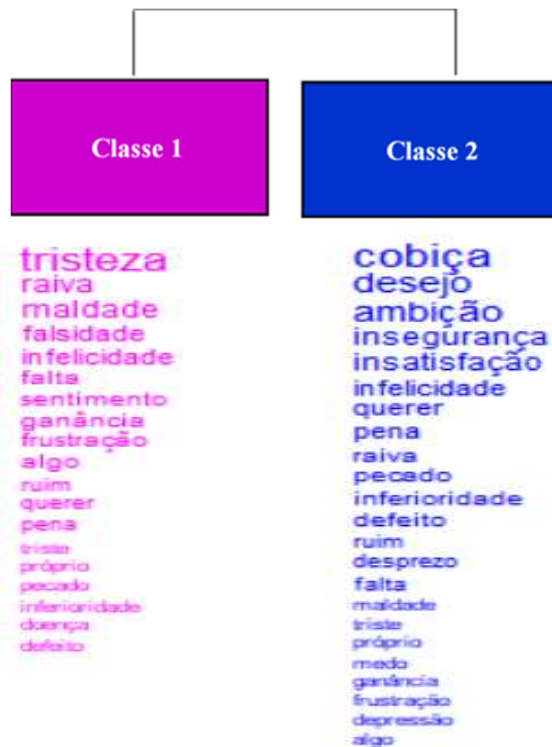 Classe 1
tristeza
raiva
maldade
falsidade
infelicidade
falta
sentimento
ganância
frustração
algo
ruim
querer
pena
triste
próprio
pecado
inferioridade
doença
defeito
Classe 2
cobiça
desejo
ambição
insegurança
insatisfação
infelicidade
querer
pena
raiva
pecado
inferioridade
defeito
ruim
desprezo
falta
maldade
triste
próprio
medo
ganância
frustração
depressão
algo